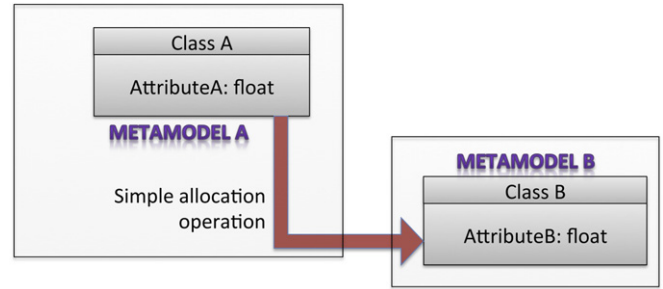 Class A
AttributeA: float
METAMODEL A
Simple allocation
operation
METAMODEL B
Class B
AttributeB: float